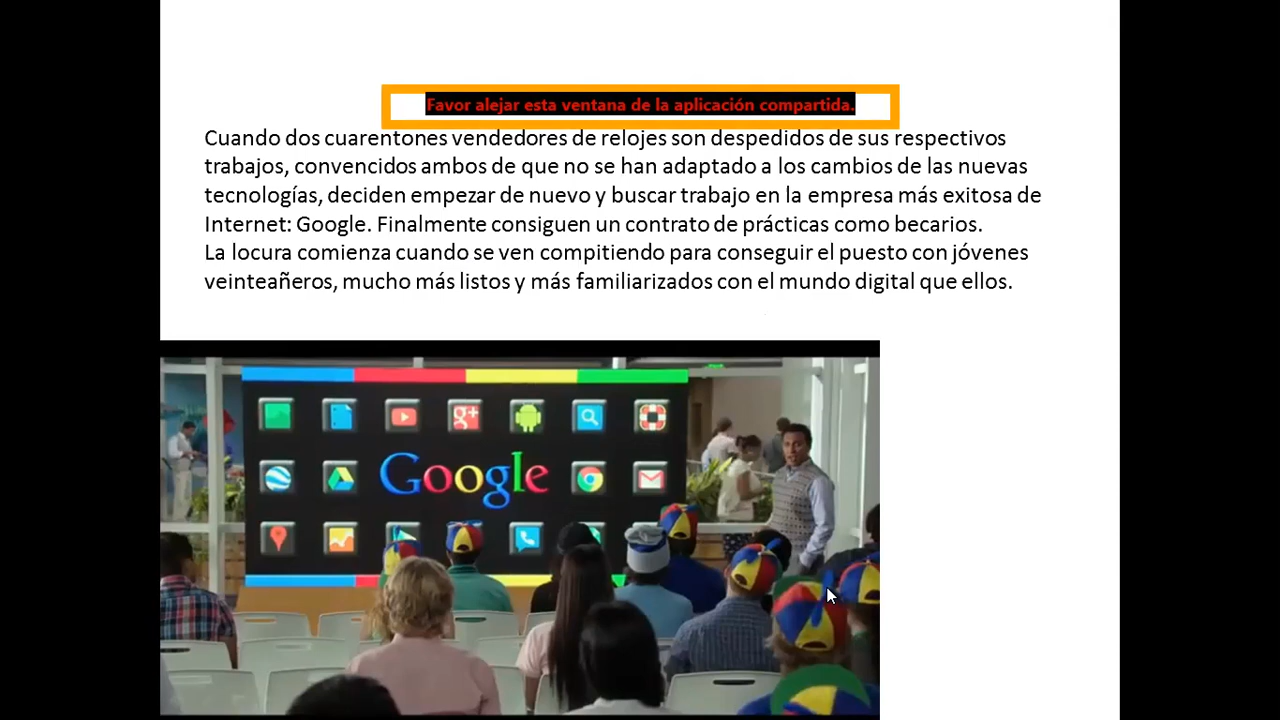 Favor alejar esta ventana de la aplicación compartida.
Cuando dos cuarentones vendedores de relojes son despedidos de sus respectivos
trabajos, convencidos ambos de que no se han adaptado a los cambios de las nuevas
tecnologías, deciden empezar de nuevo y buscar trabajo en la empresa más exitosa de
Internet: Google. Finalmente consiguen un contrato de prácticas como becarios.
La locura comienza cuando se ven compitiendo para conseguir el puesto con jóvenes
veinteañeros, mucho más listos y más familiarizados con el mundo digital que ellos.
g+
Google